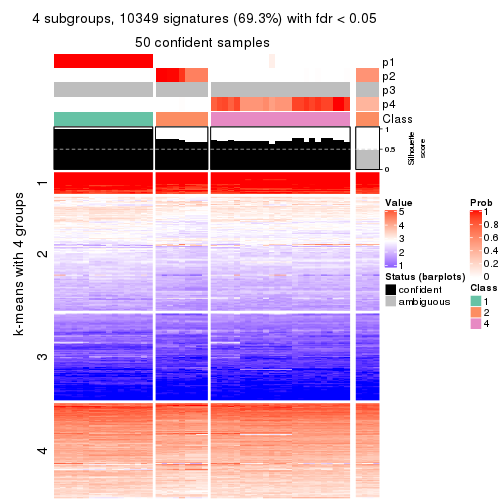 4 subgroups, 10349 signatures (69.3%) with fdr < 0.05
50 confident samples
p1
p2
p3
p4
Class
1
0.5
0
Silhouette
score
k-means with 4 groups
1
2
3
4
Value
5
4
3
2
1
Status (barplots)
confident
ambiguous
Prob
1
0.8
0.6
0.4
0.2
0
Class
1
2
4